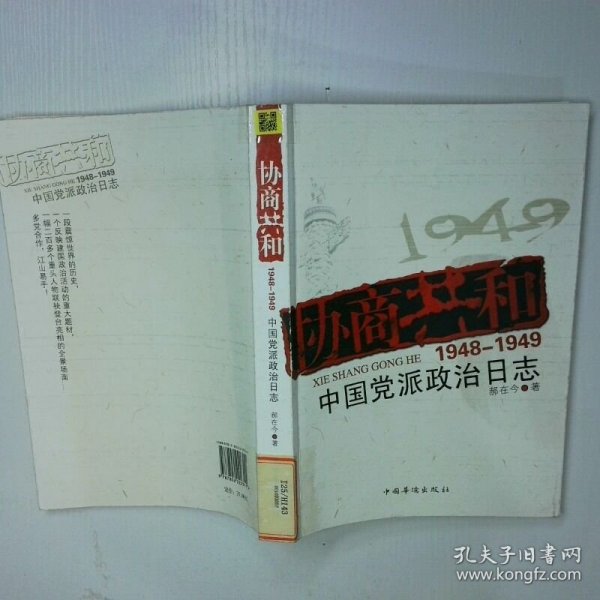 协商共和
XIE SHANG GONG HE 1948-1949
中国党派政治日志
一段震惊世界的历史，
一个反映建国政治活动的重大题材，
一幅二百多个重头人物联袂登台亮相的全景场面，
多党合作，江山易手！
协商共和
1948-1949
中国党派政治日志
郝在今 著
I25/H143
1949
协商共和
XIE SHANG GONG HE
1948-1949
中国党派政治日志
郝在今 著
中国华侨出版社
孔夫子旧书网
www.kongfz.com